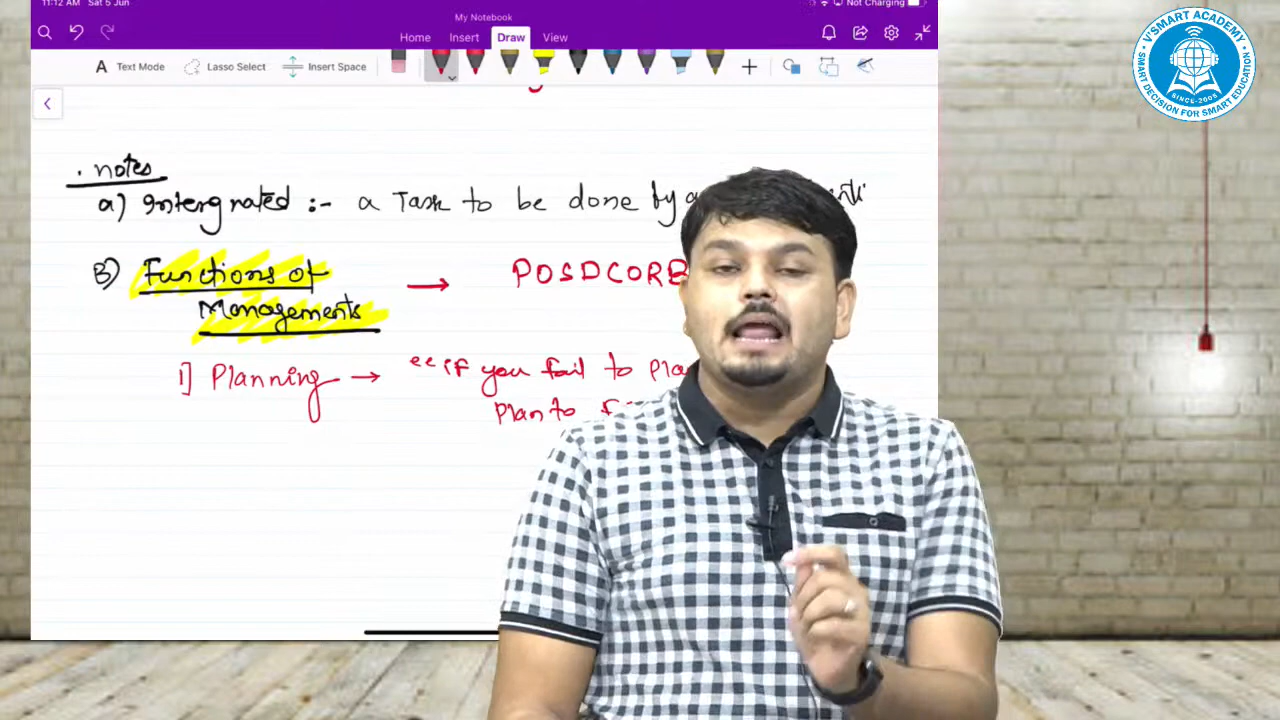 11:12 AM Sat 5 Jun
Not Charging
My Notebook
Home Insert Draw View
Text Mode
Lasso Select
Insert Space
V'SMART ACADEMY
SINCE-2005
SMART DECISION FOR SMART EDUCATION
. notes
a) Intergrated :- a Task to be done by
B) Functions of → POSDCORB
Managements
1] Planning → "if you fail to pla
Plan to